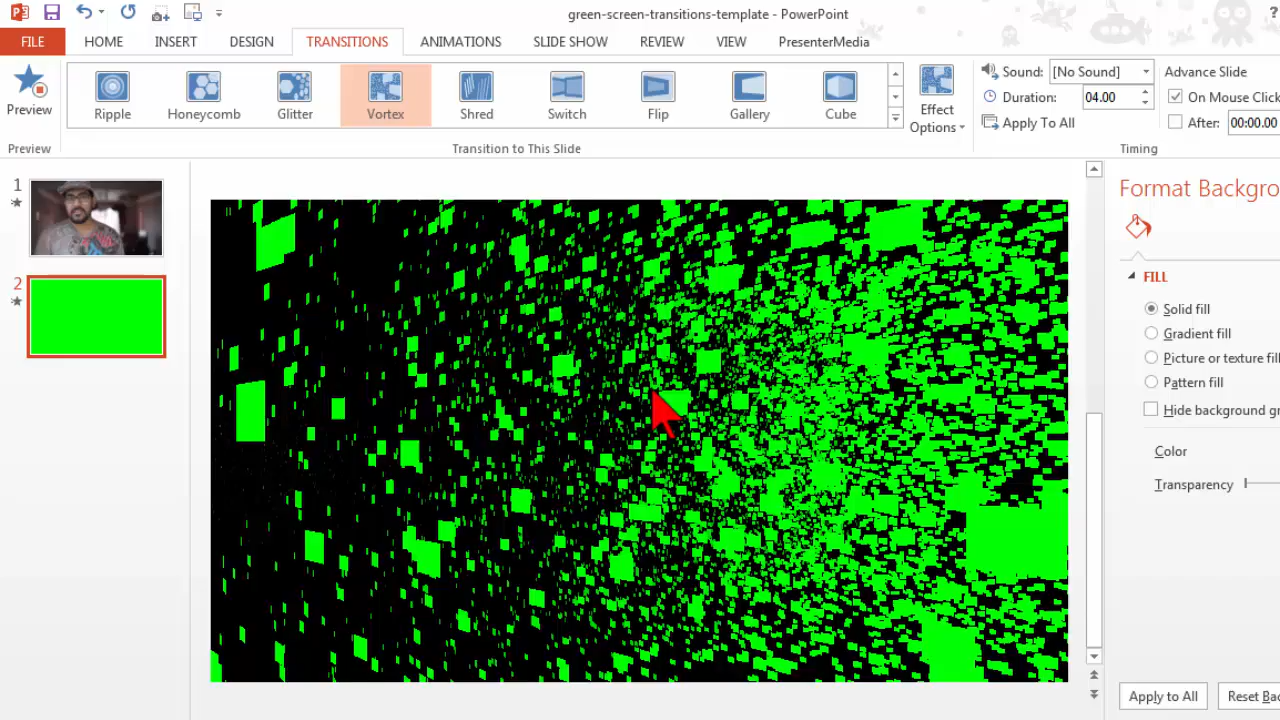 green-screen-transitions-template - PowerPoint
?
FILE
HOME
INSERT
DESIGN
TRANSITIONS
ANIMATIONS
SLIDE SHOW
REVIEW
VIEW
PresenterMedia
Preview
Ripple
Honeycomb
Glitter
Vortex
Shred
Switch
Flip
Gallery
Cube
Effect
Options
Sound: [No Sound]
Duration: 04.00
Apply To All
Advance Slide
On Mouse Click
After: 00:00.00
Preview
Transition to This Slide
Timing
1
2
Format Backgro
FILL
Solid fill
Gradient fill
Picture or texture fil
Pattern fill
Hide background gr
Color
Transparency
Apply to All
Reset Bac